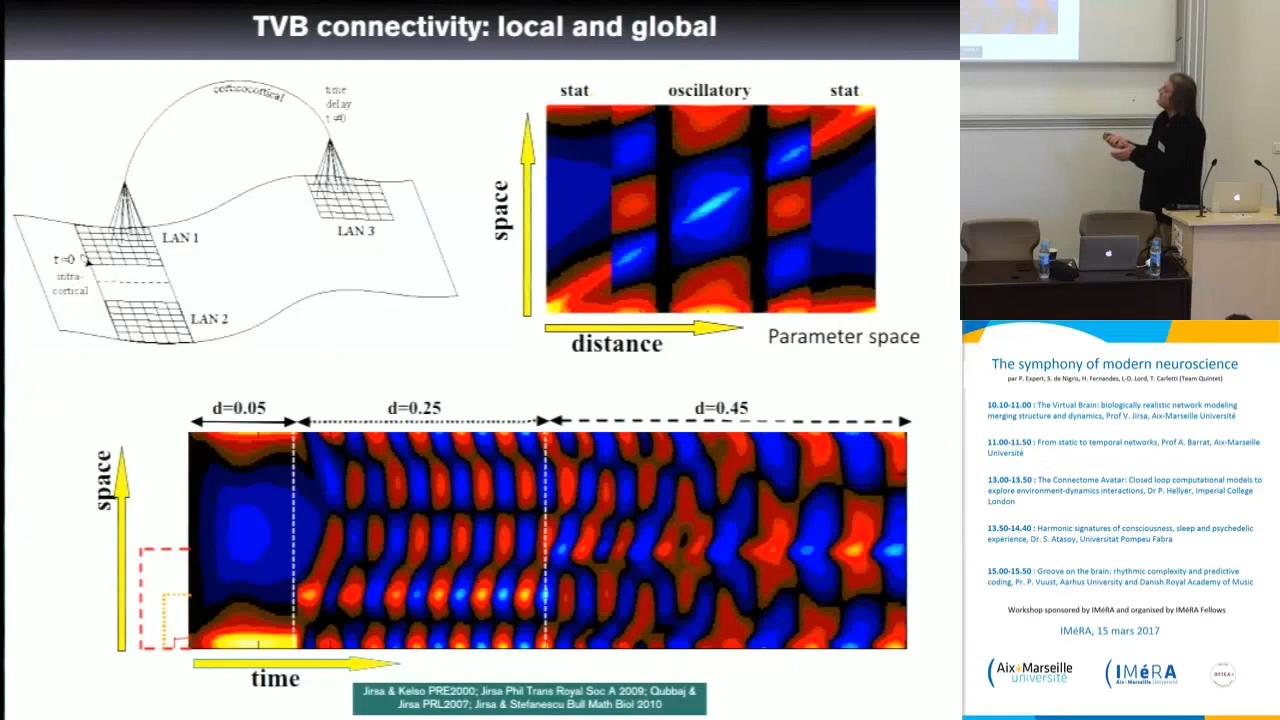 TVB connectivity: local and global
corticocortical
time
delay
LAN 1
LAN 3
intra-
cortical
LAN 2
stat.
oscillatory
stat.
space
distance
Parameter space
d=0.05
d=0.25
d=0.45
space
time
Jirsa & Kelso PRE2000; Jirsa Phil Trans Royal Soc A 2009; Qubbaj &
Jirsa PRL2007; Jirsa & Stefanescu Bull Math Biol 2010
The symphony of modern neuroscience
par P. Expert, S. de Nigris, H. Fernandes, L-D. Lord, T. Carletti (Team Quintet)
10.10-11.00 : The Virtual Brain: biologically realistic network modeling
merging structure and dynamics, Prof V. Jirsa, Aix-Marseille Université
11.00-11.50 : From static to temporal networks, Prof A. Barrat, Aix-Marseille
Université
13.00-13.50 : The Connectome Avatar: Closed loop computational models to
explore environment-dynamics interactions, Dr P. Hellyer, Imperial College
London
13.50-14.40 : Harmonic signatures of consciousness, sleep and psychedelic
experience, Dr. S. Atasoy, Universitat Pompeu Fabra
15.00-15.50 : Groove on the brain: rhythmic complexity and predictive
coding, Pr. P. Vuust, Aarhus University and Danish Royal Academy of Music
Workshop sponsored by IMéRA and organised by IMéRA Fellows
IMéRA, 15 mars 2017
Aix*Marseille
université
IMéRA
Aix*Marseille Université